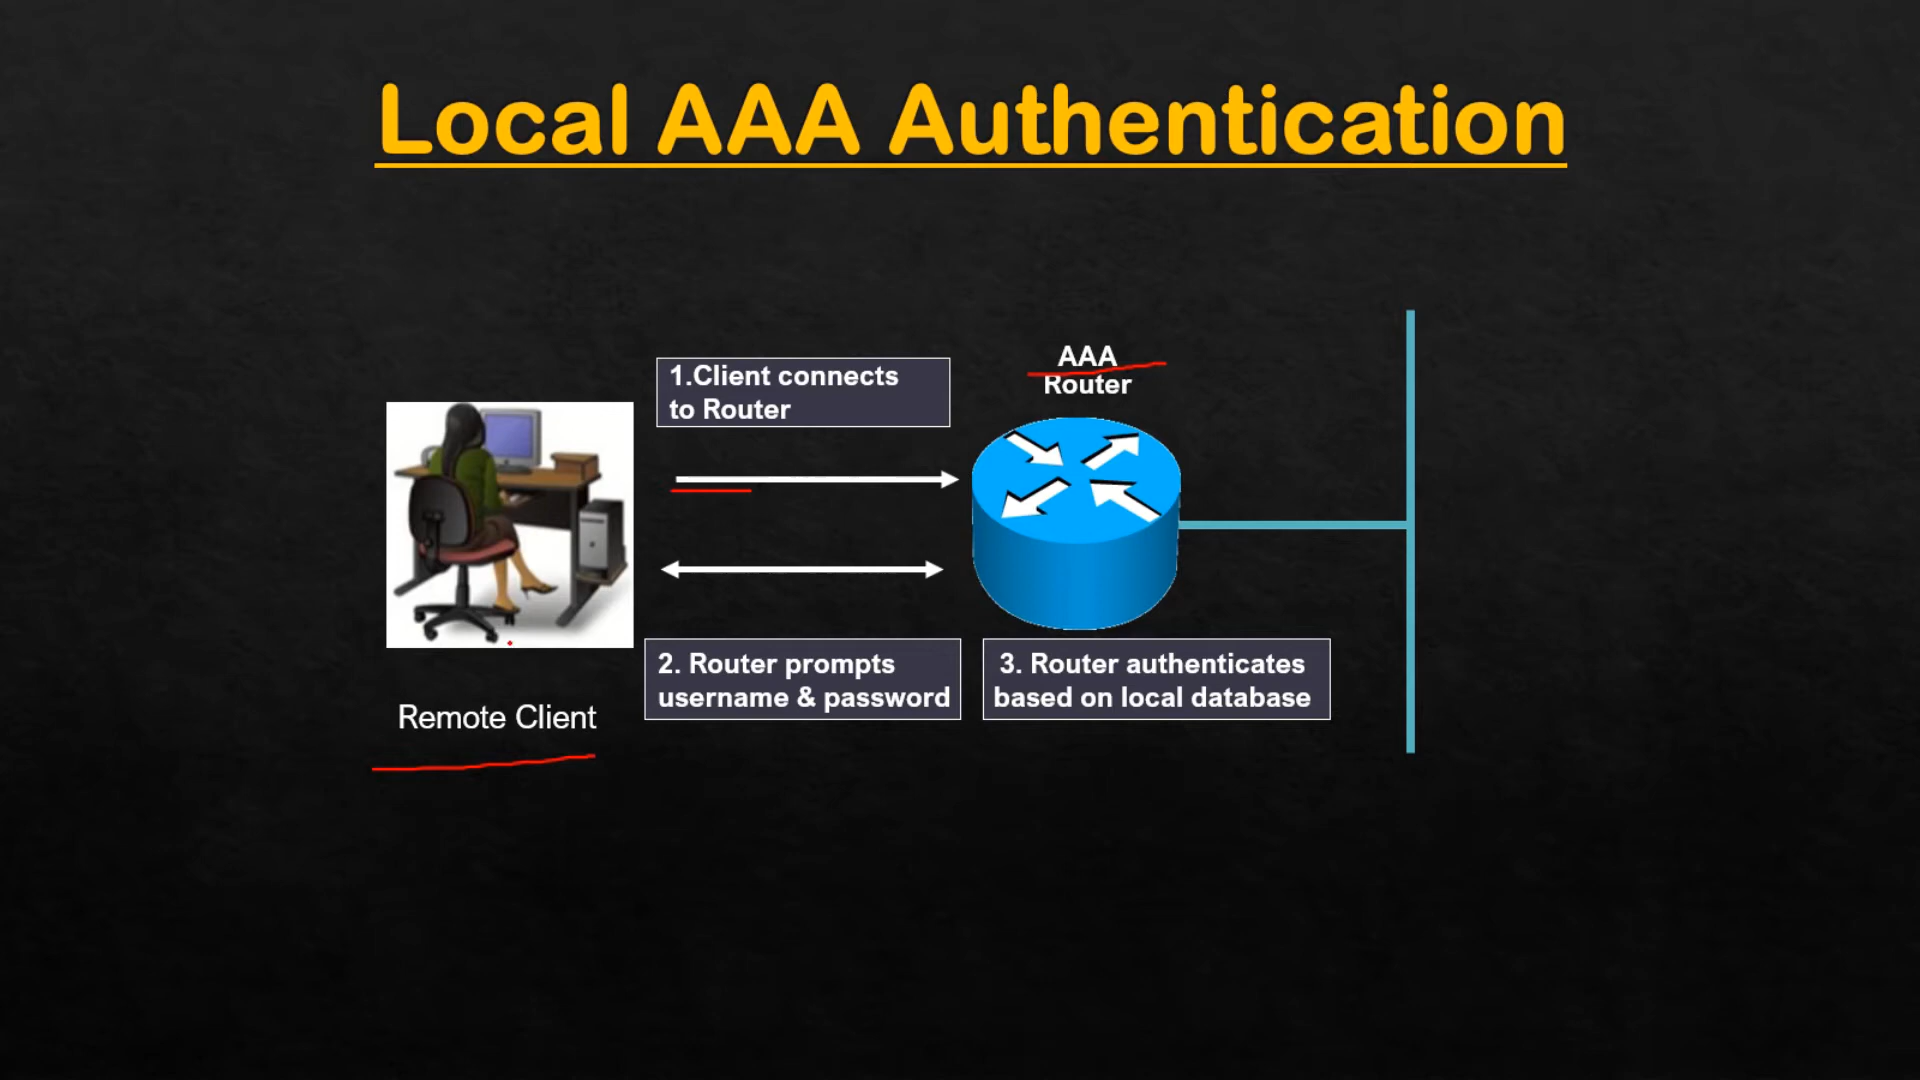 Local AAA Authentication
1.Client connects
to Router
AAA
Router
2. Router prompts
username & password
3. Router authenticates
based on local database
Remote Client